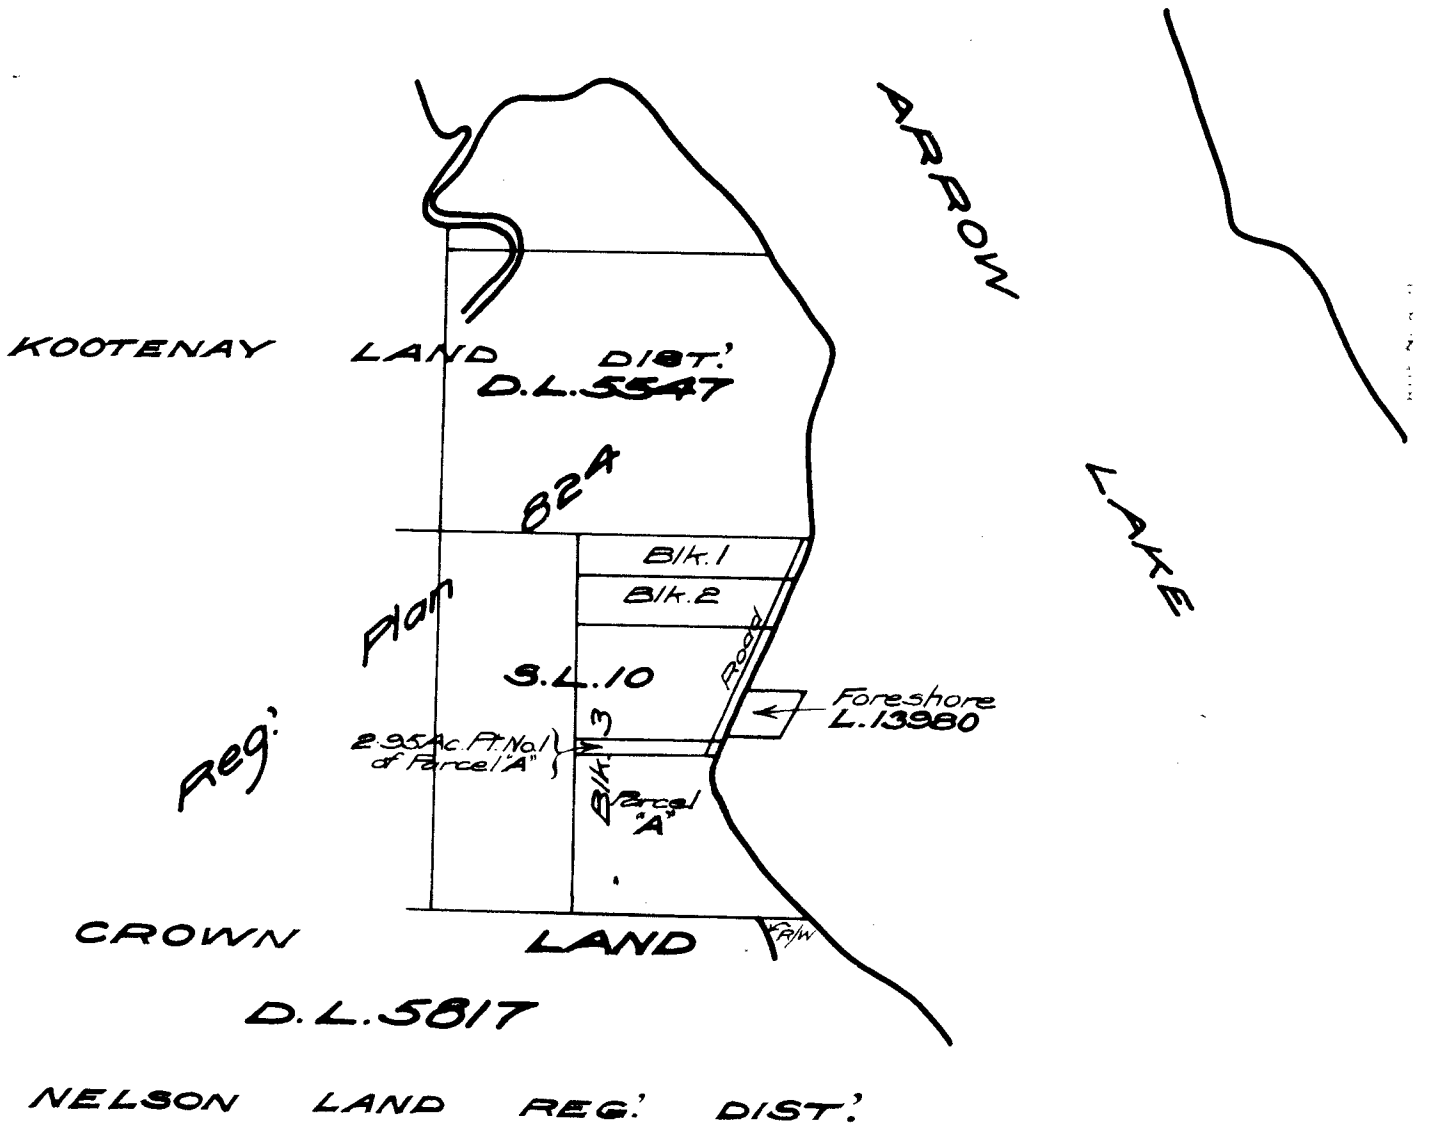 ARROW
LAKE
KOOTENAY LAND DIST.'
D.L.5547
Reg.' Plan 82A
Blk.1
Blk.2
Road
S.L.10
Foreshore
L.13980
Blk. 3
2.95 Ac. Pt. No.1
of Parcel "A"
Parcel
"A"
CROWN LAND
R/W
D.L.5817
NELSON LAND REG.' DIST.'